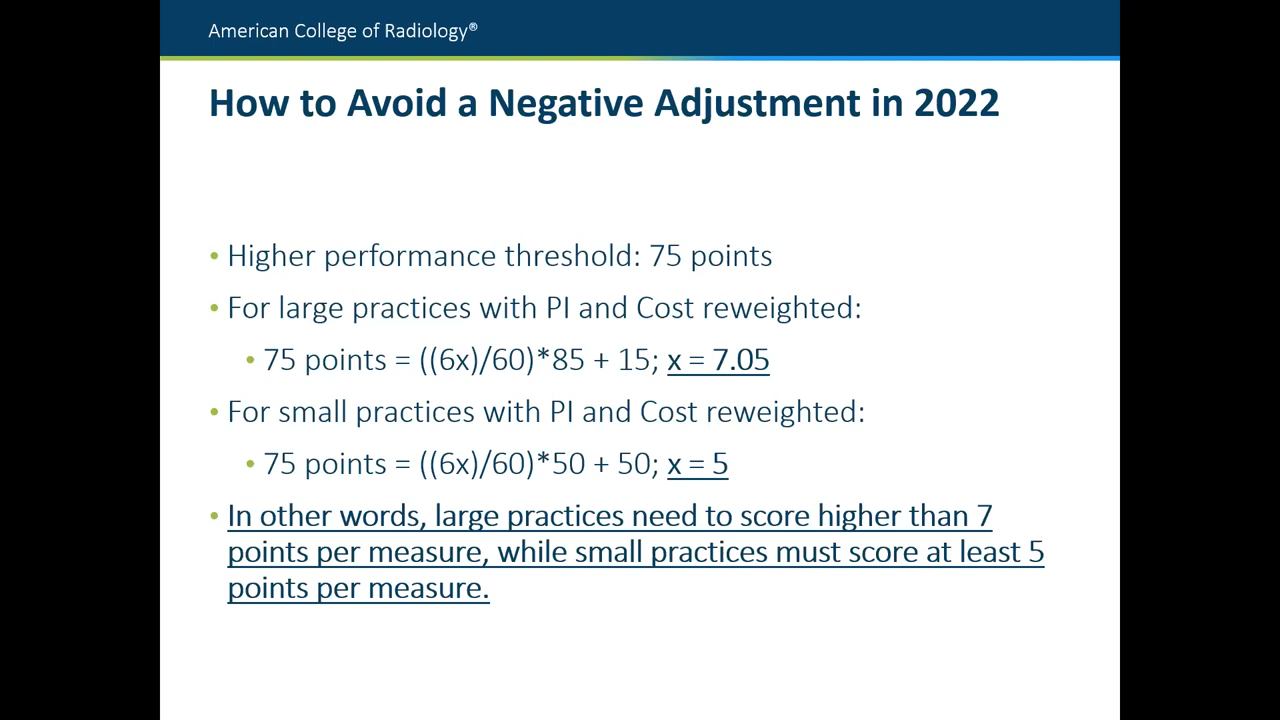 American College of Radiology®
How to Avoid a Negative Adjustment in 2022
• Higher performance threshold: 75 points
• For large practices with PI and Cost reweighted:
• 75 points = ((6x)/60)*85 + 15; x = 7.05
• For small practices with PI and Cost reweighted:
• 75 points = ((6x)/60)*50 + 50; x = 5
• In other words, large practices need to score higher than 7
points per measure, while small practices must score at least 5
points per measure.